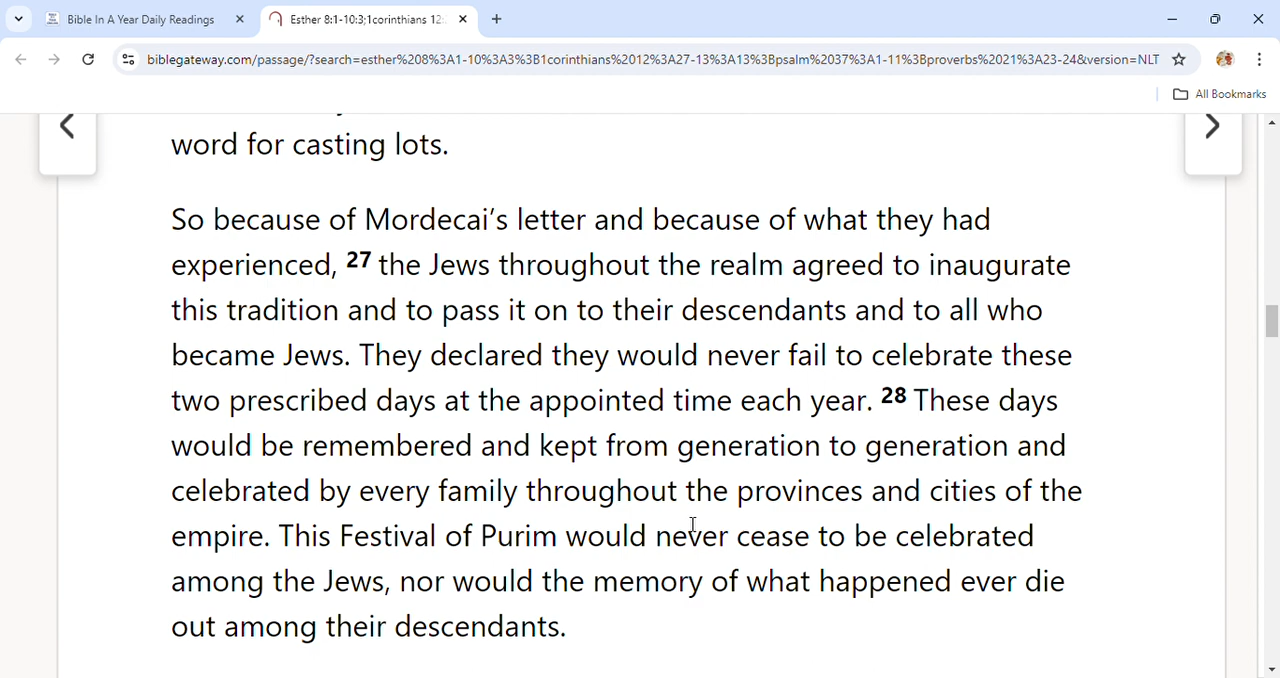 Bible In A Year Daily Readings
Esther 8:1-10:3;1corinthians 12:
biblegateway.com/passage/?search=esther%208%3A1-10%3A3%3B1corinthians%2012%3A27-13%3A13%3Bpsalm%2037%3A1-11%3Bproverbs%2021%3A23-24&version=NLT
All Bookmarks
word for casting lots.
So because of Mordecai’s letter and because of what they had
experienced, 27 the Jews throughout the realm agreed to inaugurate
this tradition and to pass it on to their descendants and to all who
became Jews. They declared they would never fail to celebrate these
two prescribed days at the appointed time each year. 28 These days
would be remembered and kept from generation to generation and
celebrated by every family throughout the provinces and cities of the
empire. This Festival of Purim would never cease to be celebrated
among the Jews, nor would the memory of what happened ever die
out among their descendants.